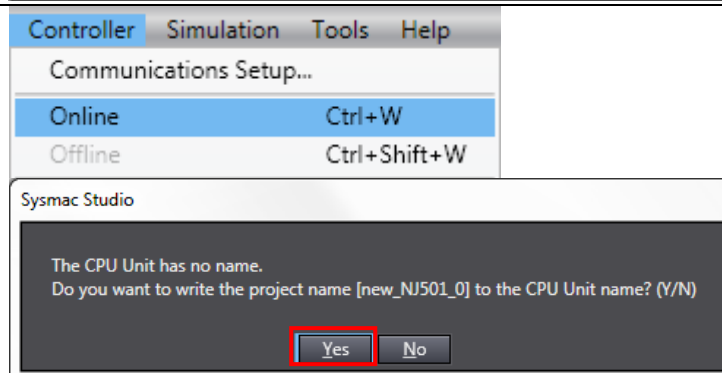 Controller Simulation Tools Help
Communications Setup...
Online Ctrl+W
Offline Ctrl+Shift+W
Sysmac Studio
The CPU Unit has no name.
Do you want to write the project name [new_NJ501_0] to the CPU Unit name? (Y/N)
Yes No